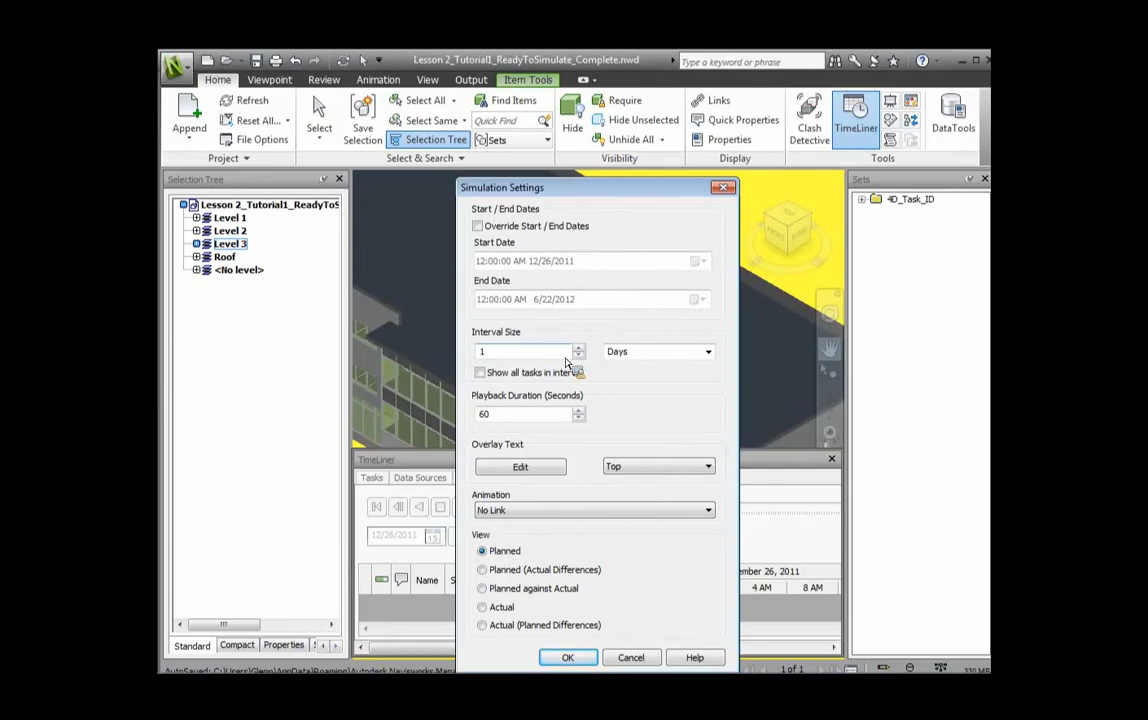 Lesson 2_Tutorial1_ReadyToSimulate_Complete.nwd
Type a keyword or phrase
Home Viewpoint Review Animation View Output Item Tools
Append
Refresh
Reset All...
File Options
Project
Select
Save Selection
Select All
Select Same
Selection Tree
Find Items
Quick Find
Sets
Select & Search
Hide
Require
Hide Unselected
Unhide All
Visibility
Links
Quick Properties
Properties
Display
Clash Detective
TimeLiner
DataTools
Tools
Selection Tree
Lesson 2_Tutorial1_ReadyToS
Level 1
Level 2
Level 3
Roof
<No level>
Standard Compact Properties
Simulation Settings
Start / End Dates
Override Start / End Dates
Start Date
12:00:00 AM 12/26/2011
End Date
12:00:00 AM 6/22/2012
Interval Size
1 Days
Show all tasks in inter
Playback Duration (Seconds)
60
Overlay Text
Edit Top
Animation
No Link
View
Planned
Planned (Actual Differences)
Planned against Actual
Actual
Actual (Planned Differences)
OK Cancel Help
TimeLiner
Tasks Data Sources
12/26/2011 15
Name S
mber 26, 2011
4 AM 8 AM
Sets
4D_Task_ID
TOP
FRONT
RIGHT
1 of 1